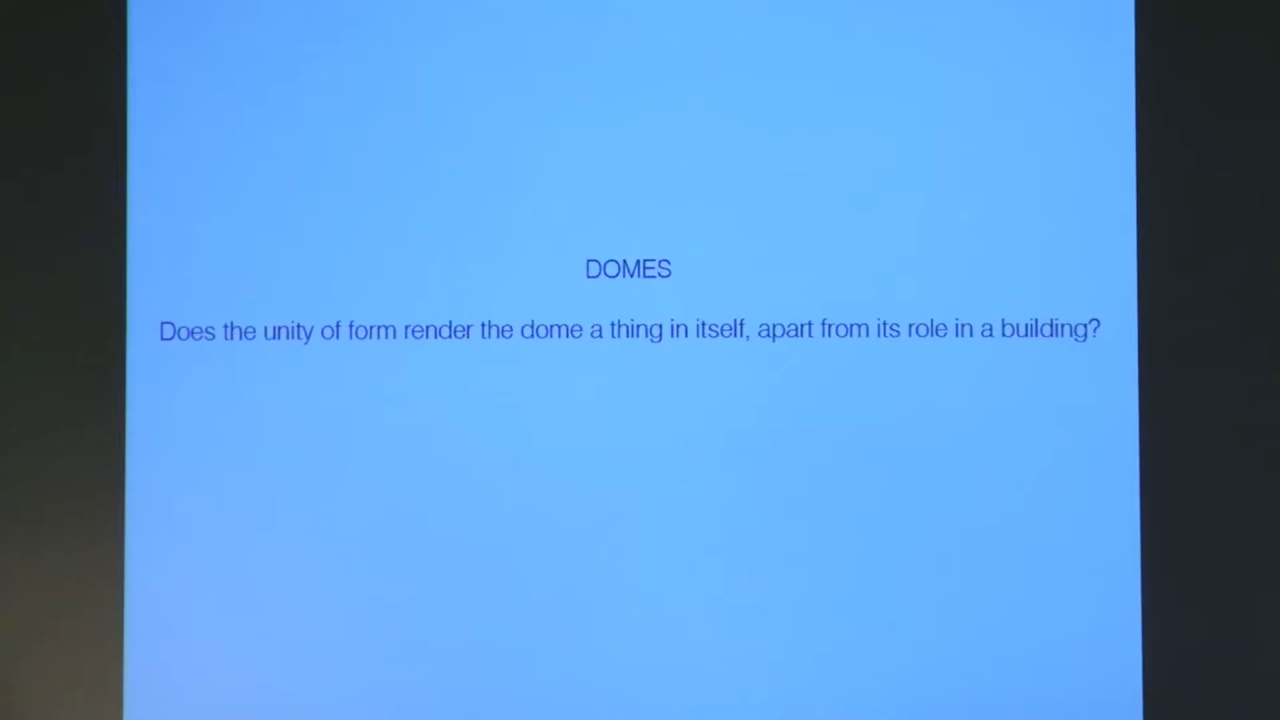 DOMES
Does the unity of form render the dome a thing in itself, apart from its role in a building?